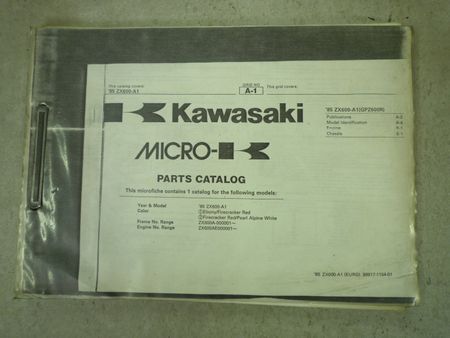 This catalog covers:
'85 ZX600-A1
GRID NO.
A-1
This grid covers:
Kawasaki
'85 ZX600-A1(GPZ600R)
Publications A-2
Model Identification A-4
Engine B-1
Chassis E-1
MICRO-K
PARTS CATALOG
This microfiche contains 1 catalog for the following models:
Year & Model '85 ZX600-A1
Color ①Ebony/Firecracker Red
②Firecracker Red/Pearl Alpine White
Frame No. Range ZX600A-000001~
Engine No. Range ZX600AE000001~
'85 ZX600-A1 (EURO) 99917-1164-01